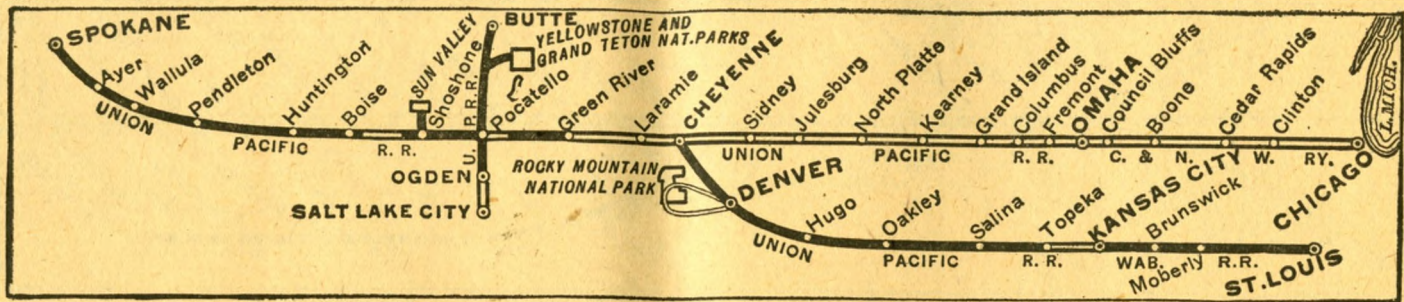 SPOKANE
Ayer
Wallula
Pendleton
Huntington
Boise
SUN VALLEY
Shoshone
BUTTE
YELLOWSTONE AND
GRAND TETON NAT. PARKS
Pocatello
Green River
Laramie
CHEYENNE
Sidney
Julesburg
North Platte
Kearney
Grand Island
Columbus
Fremont
OMAHA
Council Bluffs
Boone
Cedar Rapids
Clinton
L. MICH.
CHICAGO
UNION
PACIFIC
R. R.
U. P. R. R.
UNION
PACIFIC
R. R.
C. & N. W. RY.
OGDEN
SALT LAKE CITY
ROCKY MOUNTAIN
NATIONAL PARK
DENVER
Hugo
Oakley
Salina
Topeka
KANSAS CITY
Brunswick
Moberly
ST. LOUIS
UNION
PACIFIC
R. R.
WAB. R.R.